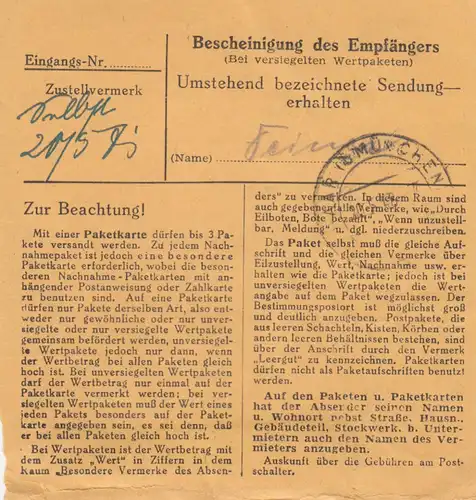 Eingangs-Nr.
Zustellvermerk
20/5
Bescheinigung des Empfängers
(Bei versiegelten Wertpaketen)
Umstehend bezeichnete Sendung—
erhalten
(Name)
MÜNCHEN
Zur Beachtung!
Mit einer Paketkarte dürfen bis 3 Pa-
kete versandt werden. Zu jedem Nach-
nahmepaket ist jedoch eine besondere
Paketkarte erforderlich, wobei die beson-
deren Nachnahme - Paketkarten mit an-
hängender Postanweisung oder Zahlkarte
zu benutzen sind. Auf eine Paketkarte
dürfen nur Pakete derselben Art, also ent-
weder nur gewöhnliche oder nur unver-
siegelte oder nur versiegelte Wertpakete
gemeinsam befördert werden, unversiegel-
te Wertpakete jedoch nur dann, wenn
der Wertbetrag bei allen Paketen gleich
hoch ist. Bei unversiegelten Wertpaketen
darf der Wertbetrag nur einmal auf der
Paketkarte vermerkt werden; bei ver-
siegelten Wertpaketen muß der Wert eines
jeden Pakets besonders auf der Paket-
karte angegeben sein, es sei denn, daß
er bei allen Paketen gleich hoch ist.
Bei Wertpaketen ist der Wertbetrag mit
dem Zusatz „Wert" in Ziffern in dem
Raum „Besondere Vermerke des Absen-
ders" zu vermerken. In diesem Raum sind
auch gegebenenfalls Vermerke, wie „Durch
Eilboten, Bote bezahlt", „Wenn unzustell-
bar, Meldung" u. dgl. niederzuschreiben.
Das Paket selbst muß die gleiche Auf-
schrift und die gleichen Vermerke über
Eilzustellung, Wert, Nachnahme usw. er-
halten wie die Paketkarte; jedoch ist bei
unversiegelten Wertpaketen die Wert-
angabe auf dem Paket wegzulassen. Der
Bestimmungsort ist möglichst groß
und deutlich anzugeben. Postpakete, die
aus leeren Schachteln, Kisten, Körben oder
andern leeren Behältnissen bestehen, sind
über der Anschrift durch den Vermerk
„Leergut" zu kennzeichnen. Paketkarten
dürfen nicht als Paketaufschriften benutzt
werden.
Auf den Paketen u. Paketkarten
hat der Absender seinen Namen
u. Wohnort nebst Straße, Hausn.,
Gebäudeteil, Stockwerk. b. Unter-
mietern auch den Namen des Ver-
mieters anzugeben.
Auskunft über die Gebühren am Post-
schalter.